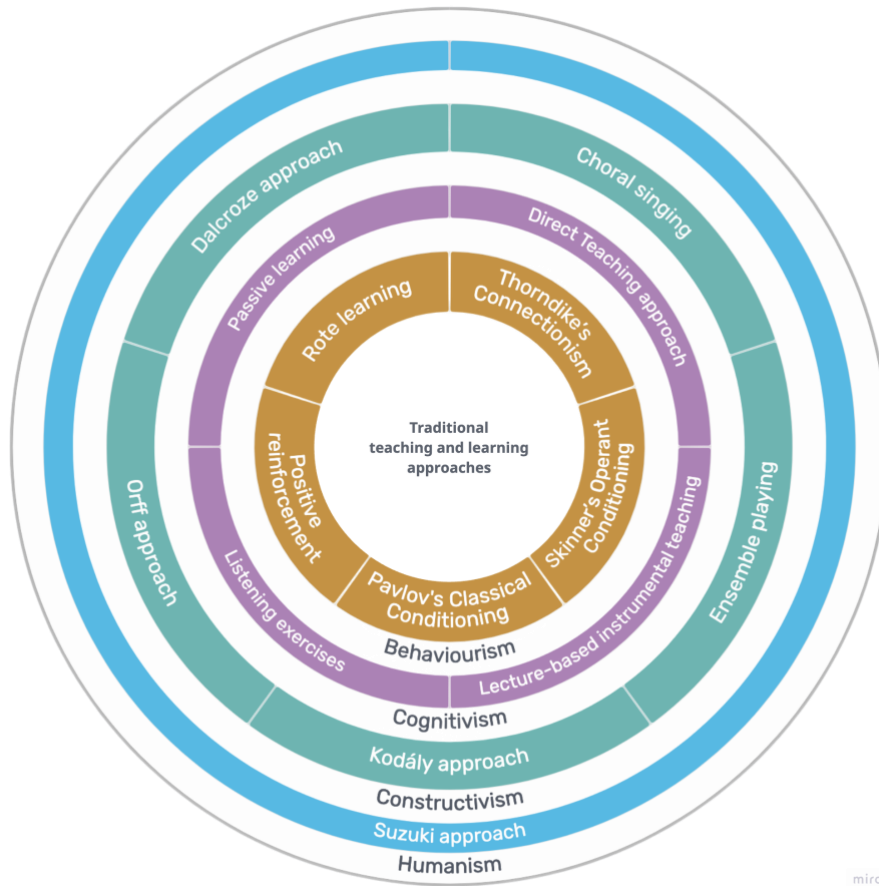 Traditional
teaching and learning
approaches
Rote learning
Thorndike's
Connectionism
Skinner's Operant
Conditioning
Pavlov's Classical
Conditioning
Positive
reinforcement
Behaviourism
Passive learning
Direct Teaching approach
Lecture-based instrumental teaching
Listening exercises
Cognitivism
Dalcroze approach
Choral singing
Ensemble playing
Kodály approach
Orff approach
Constructivism
Suzuki approach
Humanism